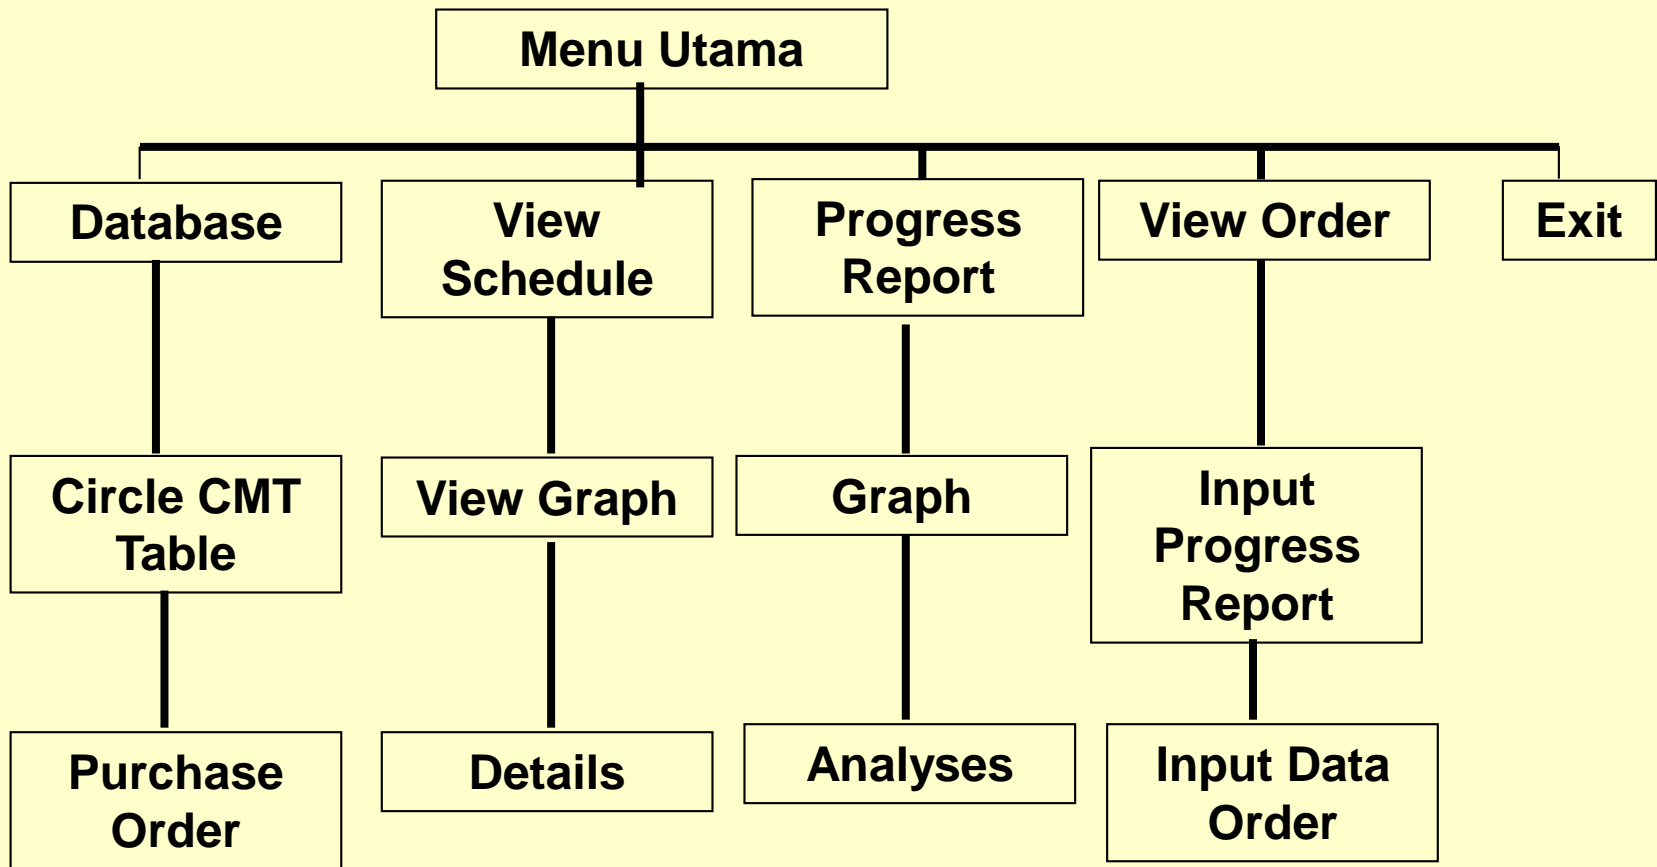 Menu Utama
Database
View
Schedule
Progress
Report
View Order
Exit
Circle CMT
Table
View Graph
Graph
Input
Progress
Report
Purchase
Order
Details
Analyses
Input Data
Order